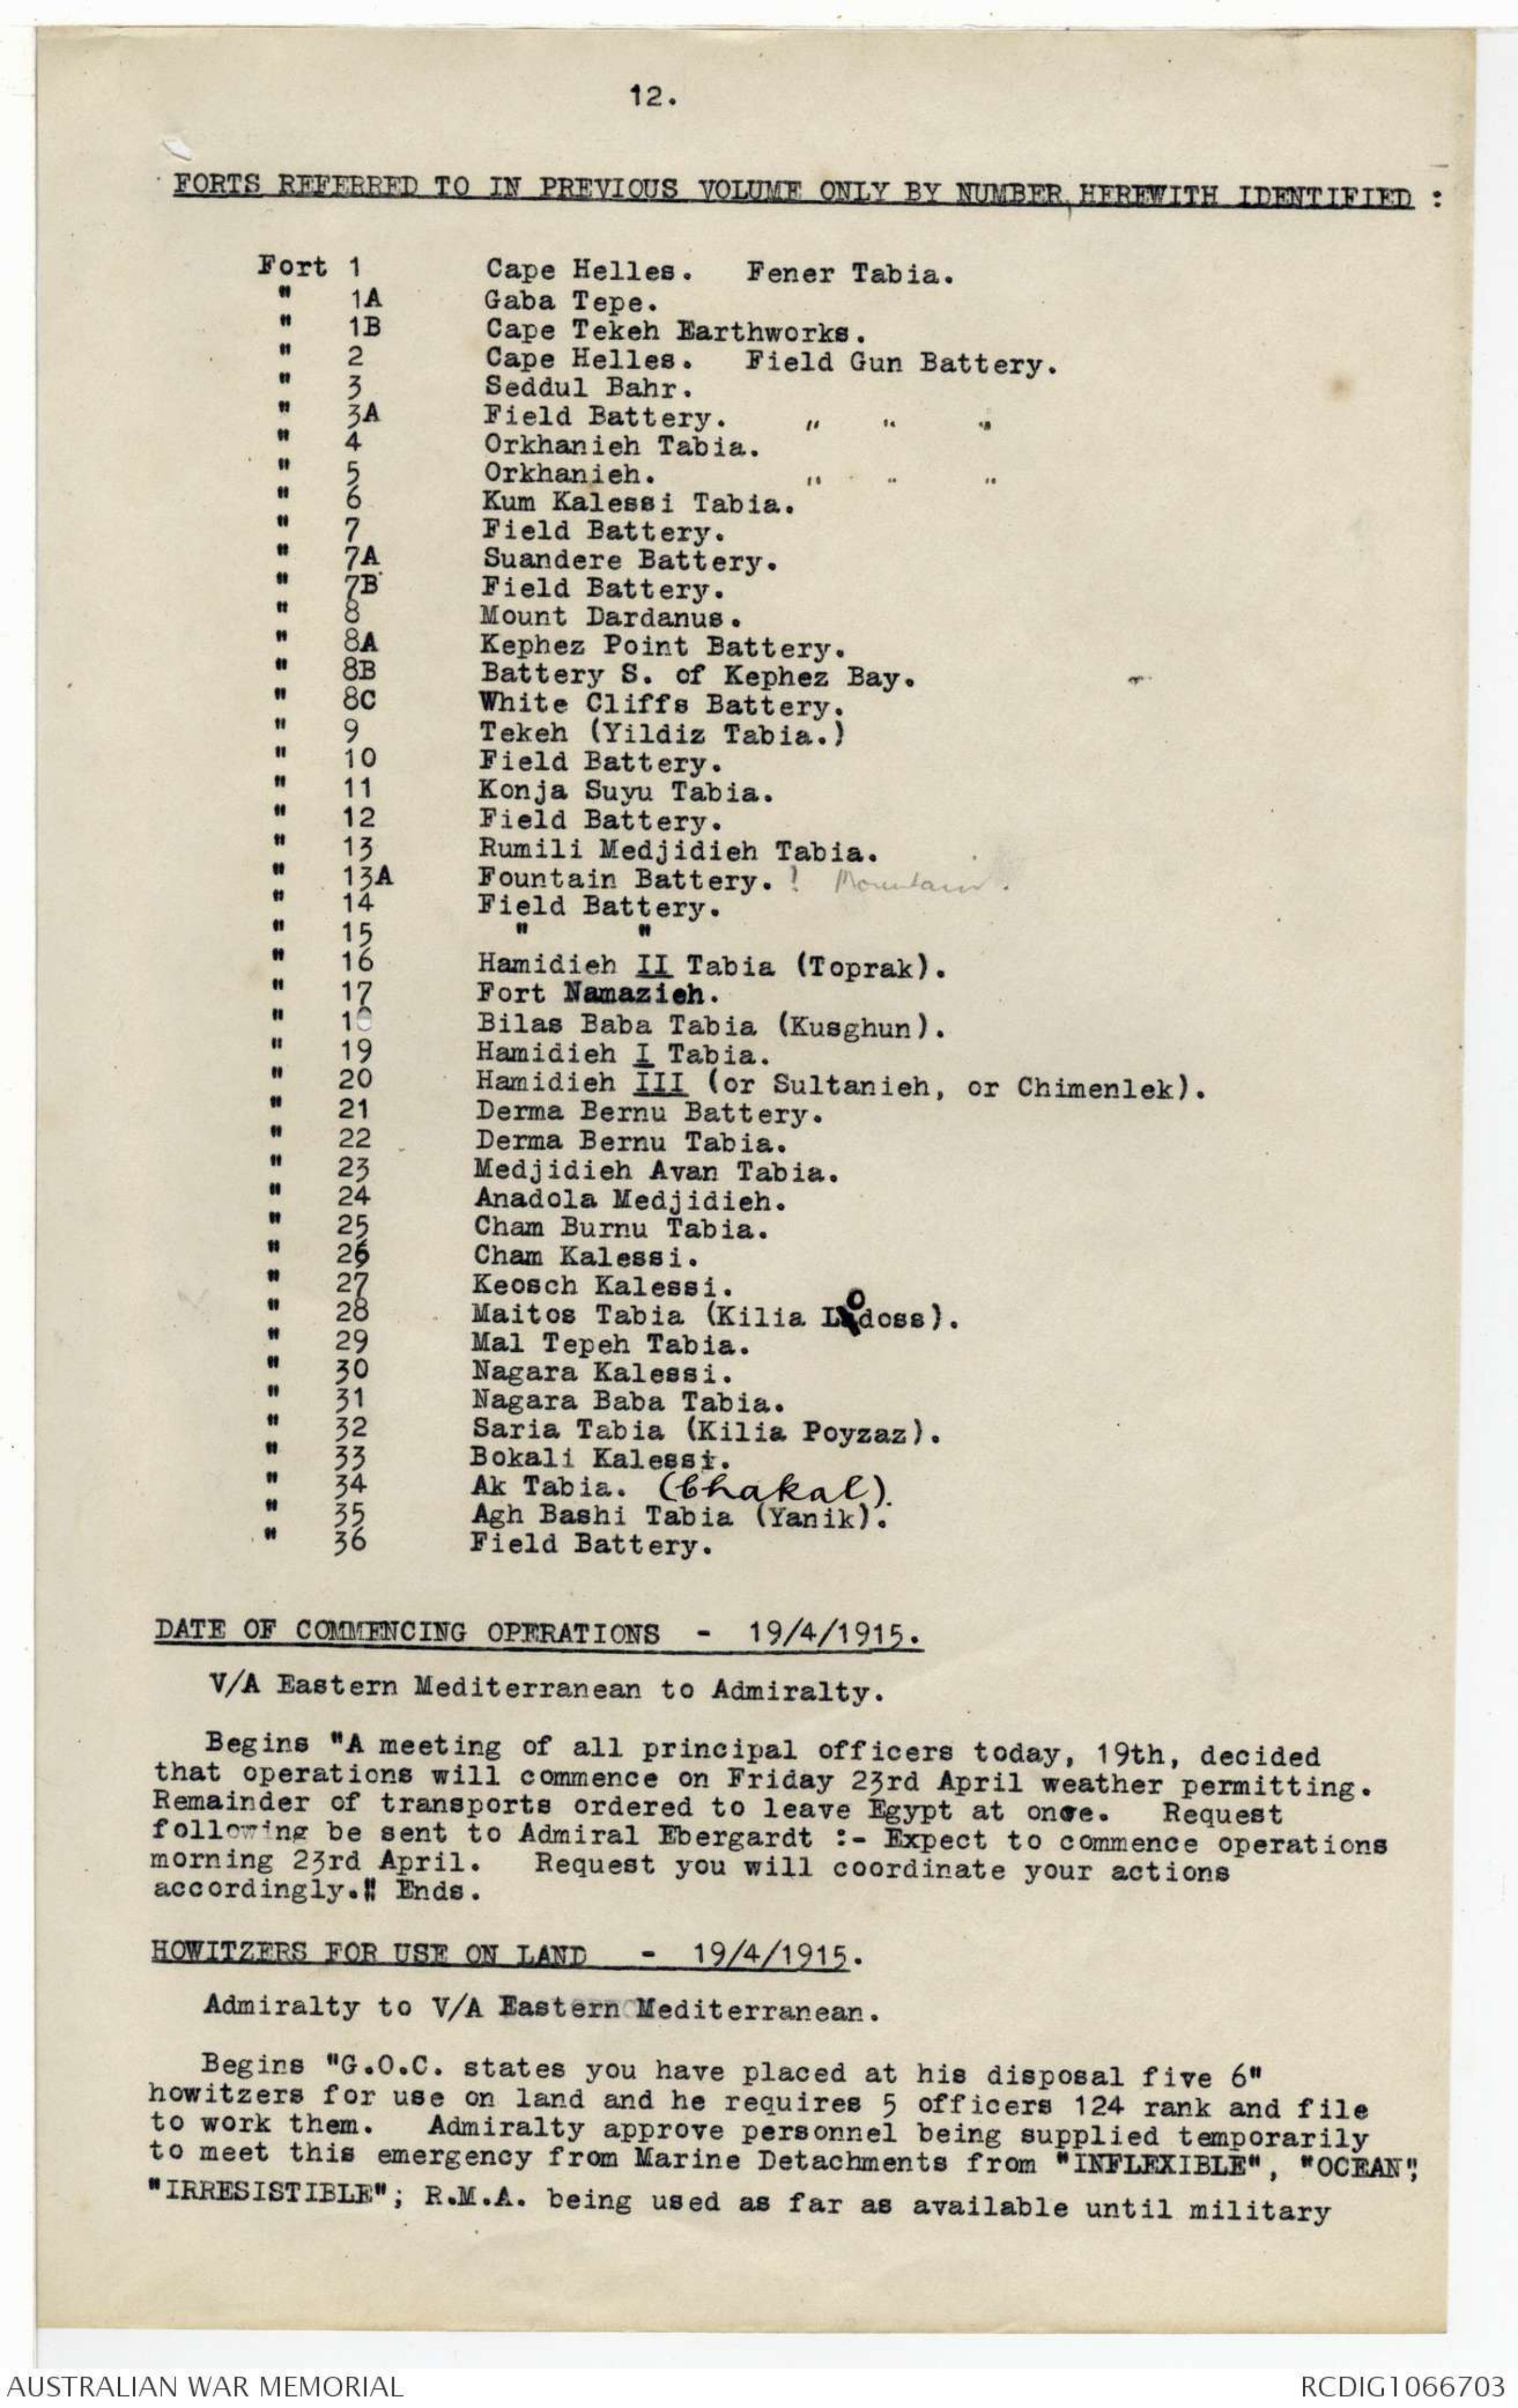 12.
FORTS REFERRED TO IN PREVIOUS VOLUME ONLY BY NUMBER, HEREWITH IDENTIFIED :
Fort 1 Cape Helles. Fener Tabia.
" 1A Gaba Tepe.
" 1B Cape Tekeh Earthworks.
" 2 Cape Helles. Field Gun Battery.
" 3 Seddul Bahr.
" 3A Field Battery. " " "
" 4 Orkhanieh Tabia.
" 5 Orkhanieh. " " "
" 6 Kum Kalessi Tabia.
" 7 Field Battery.
" 7A Suandere Battery.
" 7B Field Battery.
" 8 Mount Dardanus.
" 8A Kephez Point Battery.
" 8B Battery S. of Kephez Bay.
" 8C White Cliffs Battery.
" 9 Tekeh (Yildiz Tabia.)
" 10 Field Battery.
" 11 Konja Suyu Tabia.
" 12 Field Battery.
" 13 Rumili Medjidieh Tabia.
" 13A Fountain Battery. ! Mountain.
" 14 Field Battery.
" 15 " "
" 16 Hamidieh II Tabia (Toprak).
" 17 Fort Namazieh.
" 18 Bilas Baba Tabia (Kusghun).
" 19 Hamidieh I Tabia.
" 20 Hamidieh III (or Sultanieh, or Chimenlek).
" 21 Derma Bernu Battery.
" 22 Derma Bernu Tabia.
" 23 Medjidieh Avan Tabia.
" 24 Anadola Medjidieh.
" 25 Cham Burnu Tabia.
" 26 Cham Kalessi.
" 27 Keosch Kalessi.
" 28 Maitos Tabia (Kilia Lodoss).
" 29 Mal Tepeh Tabia.
" 30 Nagara Kalessi.
" 31 Nagara Baba Tabia.
" 32 Saria Tabia (Kilia Poyzaz).
" 33 Bokali Kalessi.
" 34 Ak Tabia. (Chakal).
" 35 Agh Bashi Tabia (Yanik).
" 36 Field Battery.
DATE OF COMMENCING OPERATIONS - 19/4/1915.
V/A Eastern Mediterranean to Admiralty.
Begins "A meeting of all principal officers today, 19th, decided
that operations will commence on Friday 23rd April weather permitting.
Remainder of transports ordered to leave Egypt at once. Request
following be sent to Admiral Ebergardt :- Expect to commence operations
morning 23rd April. Request you will coordinate your actions
accordingly." Ends.
HOWITZERS FOR USE ON LAND - 19/4/1915.
Admiralty to V/A Eastern Mediterranean.
Begins "G.O.C. states you have placed at his disposal five 6"
howitzers for use on land and he requires 5 officers 124 rank and file
to work them. Admiralty approve personnel being supplied temporarily
to meet this emergency from Marine Detachments from "INFLEXIBLE", "OCEAN",
"IRRESISTIBLE"; R.M.A. being used as far as available until military
AUSTRALIAN WAR MEMORIAL RCDIG1066703